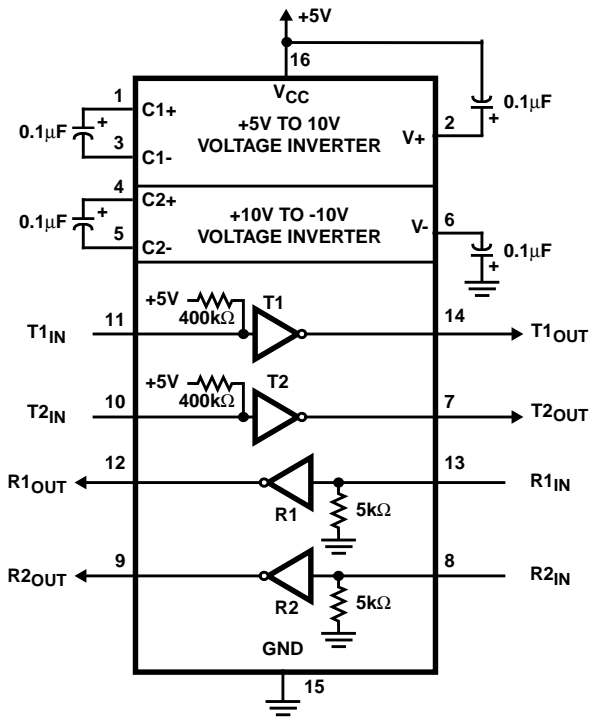 +5V
16
VCC
1
C1+
0.1μF
+
3
C1-
+5V TO 10V
VOLTAGE INVERTER
2
V+
+
0.1μF
4
C2+
0.1μF
+
5
C2-
+10V TO -10V
VOLTAGE INVERTER
6
V-
0.1μF
+
+5V
400kΩ
T1
T1IN
11
14
T1OUT
+5V
400kΩ
T2
T2IN
10
7
T2OUT
R1OUT
12
13
R1IN
R1
5kΩ
R2OUT
9
8
R2IN
R2
5kΩ
GND
15